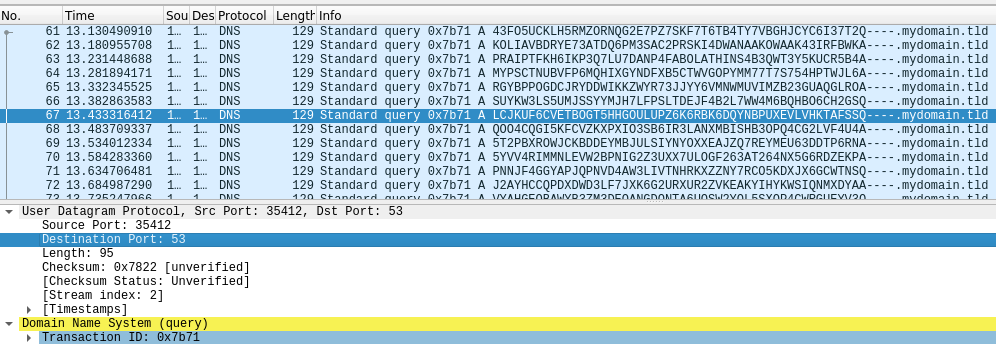 No. Time Sou Des Protocol Length Info
61 13.130490910 1… 1… DNS 129 Standard query 0x7b71 A 43FO5UCKLH5RMZORNQG2E7PZ7SKF7T6TB4TY7VBGHJCYC6I37T2Q----.mydomain.tld
62 13.180955708 1… 1… DNS 129 Standard query 0x7b71 A KOLIAVBDRYE73ATDQ6PM3SAC2PRSKI4DWANAAKOWAAK43IRFBWKA----.mydomain.tld
63 13.231448688 1… 1… DNS 129 Standard query 0x7b71 A PRAIPTFKH6IKP3Q7LU7DANP4FABOLATHINS4B3QWT3Y5KUCR5B4A----.mydomain.tld
64 13.281894171 1… 1… DNS 129 Standard query 0x7b71 A MYPSCTNUBVFP6MQHIXGYNDFXB5CTWVGOPYMM77T7S754HPTWJL6A----.mydomain.tld
65 13.332345525 1… 1… DNS 129 Standard query 0x7b71 A RGYBPPOGDCJRYDDWIKKZWYR73JJYY6VMNWMUVIMZB23GUAQGLROA----.mydomain.tld
66 13.382863583 1… 1… DNS 129 Standard query 0x7b71 A SUYKW3LS5UMJSSYYMJH7LFPSLTDEJF4B2L7WW4M6BQHBO6CH2GSQ----.mydomain.tld
67 13.433316412 1… 1… DNS 129 Standard query 0x7b71 A LCJKUF6CVETBOGT5HHGOULUPZ6K6RBK6DQYNBPUXEVLVHKTAFSSQ----.mydomain.tld
68 13.483709337 1… 1… DNS 129 Standard query 0x7b71 A QOO4CQGI5KFCVZKXPXIO3SB6IR3LANXMBISHB3OPQ4CG2LVF4U4A----.mydomain.tld
69 13.534012334 1… 1… DNS 129 Standard query 0x7b71 A 5T2PBXROWJCKBDDEYMBJULSIYNYOXXEAJZQ7REYMEU63DDTP6RNA----.mydomain.tld
70 13.584283360 1… 1… DNS 129 Standard query 0x7b71 A 5YVV4RIMMNLEVW2BPNIG2Z3UXX7ULOGF263AT264NX5G6RDZEKPA----.mydomain.tld
71 13.634706481 1… 1… DNS 129 Standard query 0x7b71 A PNNJF4GGYAPJQPNVD4AW3LIVTNHRKXZZNY7RCO5KDXJX6GCWTNSQ----.mydomain.tld
72 13.684987290 1… 1… DNS 129 Standard query 0x7b71 A J2AYHCCQPDXDWD3LF7JXK6G2URXUR2ZVKEAKYIHYKWSIQNMXDYAA----.mydomain.tld
User Datagram Protocol, Src Port: 35412, Dst Port: 53
Source Port: 35412
Destination Port: 53
Length: 95
Checksum: 0x7822 [unverified]
[Checksum Status: Unverified]
[Stream index: 2]
[Timestamps]
Domain Name System (query)
Transaction ID: 0x7b71